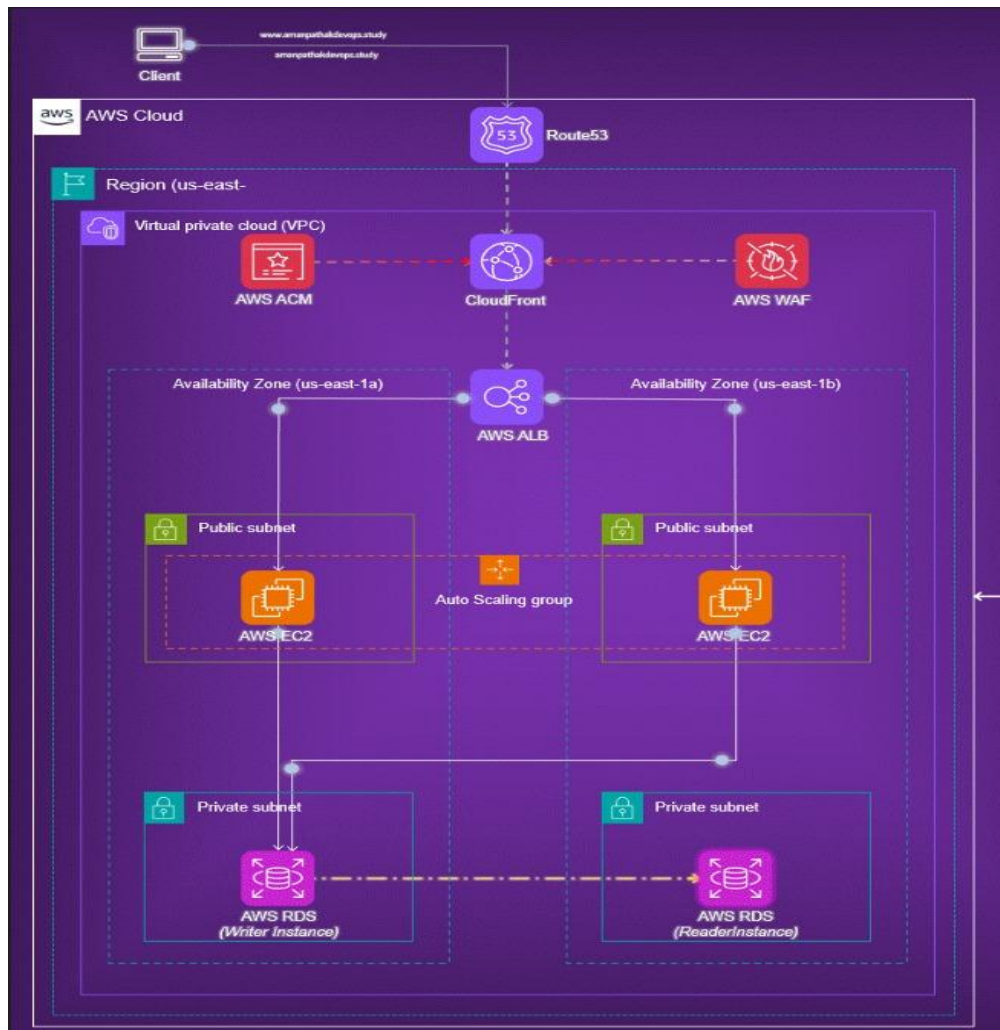 www.amanpathakdevops.study
amanpathakdevops.study
Client
aws
AWS Cloud
53
Route53
Region (us-east-
Virtual private cloud (VPC)
AWS ACM
CloudFront
AWS WAF
Availability Zone (us-east-1a)
Availability Zone (us-east-1b)
AWS ALB
Public subnet
Public subnet
Auto Scaling group
AWS EC2
AWS EC2
Private subnet
Private subnet
AWS RDS
(Writer Instance)
AWS RDS
(ReaderInstance)